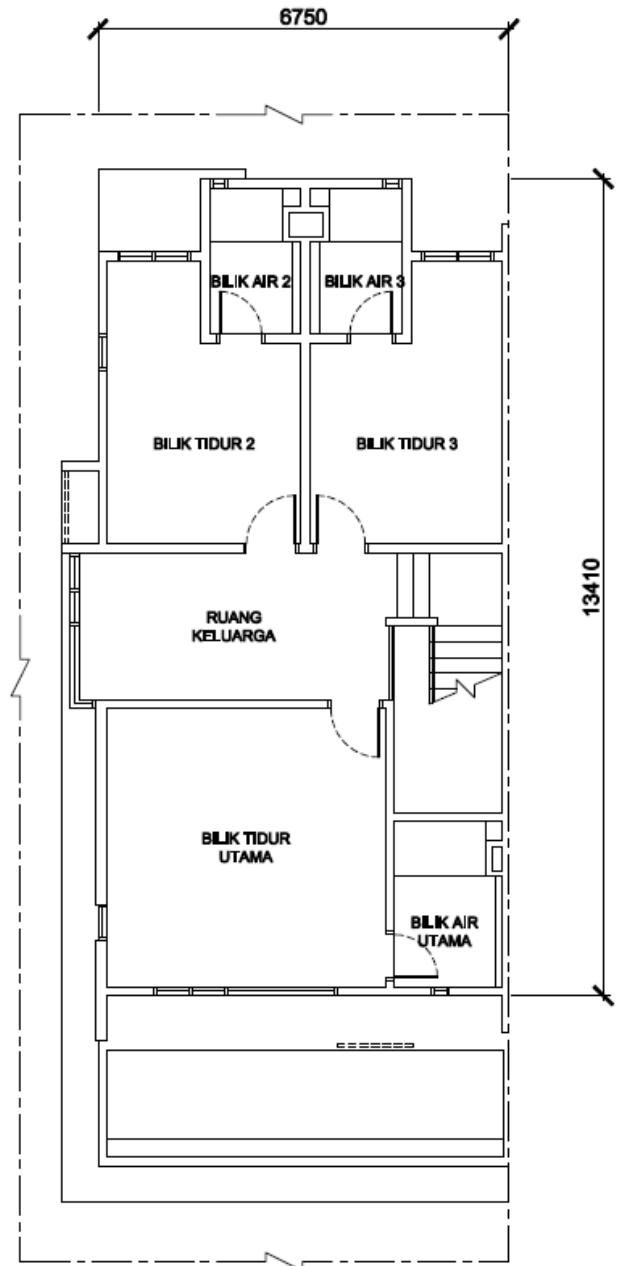 6750
BILIK AIR 2
BILIK AIR 3
BILIK TIDUR 2
BILIK TIDUR 3
13410
RUANG
KELUARGA
BILIK TIDUR
UTAMA
BILIK AIR
UTAMA